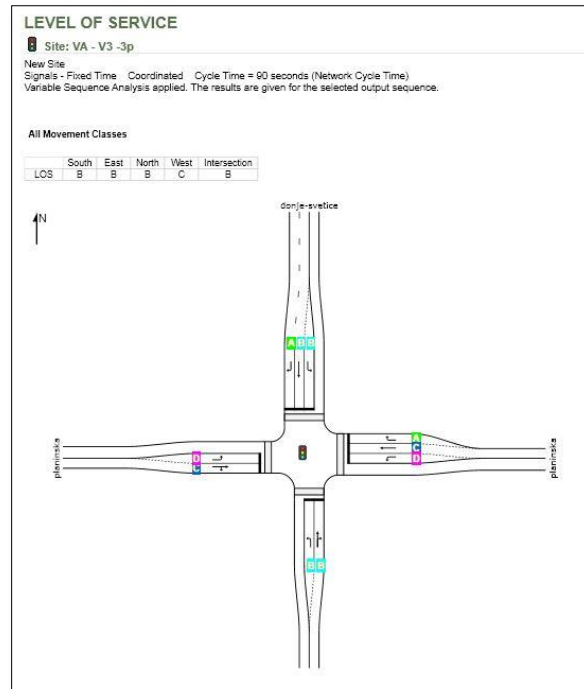 LEVEL OF SERVICE
Site: VA - V3 -3p
New Site
Signals - Fixed Time Coordinated Cycle Time = 90 seconds (Network Cycle Time)
Variable Sequence Analysis applied. The results are given for the selected output sequence.
All Movement Classes
South East North West Intersection
LOS B B B C B
donje-svetice
N
A B B
planinska
D
C
A
C
D
planinska
B B